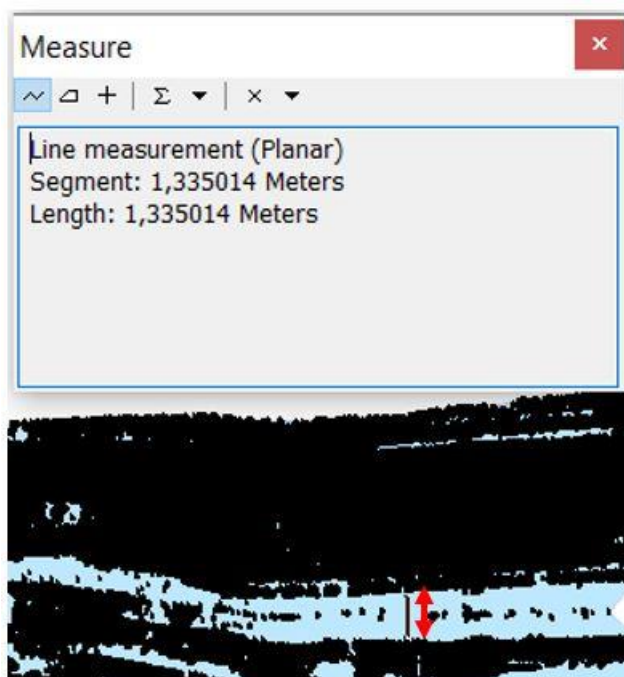 Measure
Line measurement (Planar)
Segment: 1,335014 Meters
Length: 1,335014 Meters